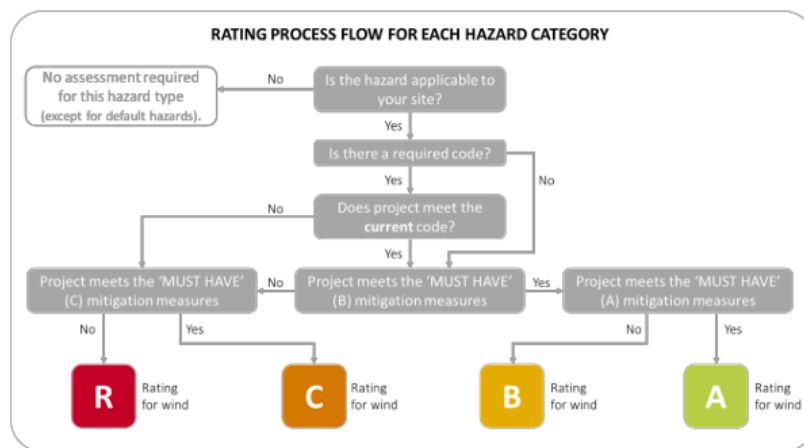 RATING PROCESS FLOW FOR EACH HAZARD CATEGORY
No assessment required
for this hazard type
(except for default hazards).
No
Is the hazard applicable to
your site?
Yes
Is there a required code?
No
Yes
Does project meet the
current code?
No
Yes
Project meets the ‘MUST HAVE’
(C) mitigation measures
No
Project meets the ‘MUST HAVE’
(B) mitigation measures
Yes
Project meets the ‘MUST HAVE’
(A) mitigation measures
No
Yes
No
Yes
R
Rating
for wind
C
Rating
for wind
B
Rating
for wind
A
Rating
for wind